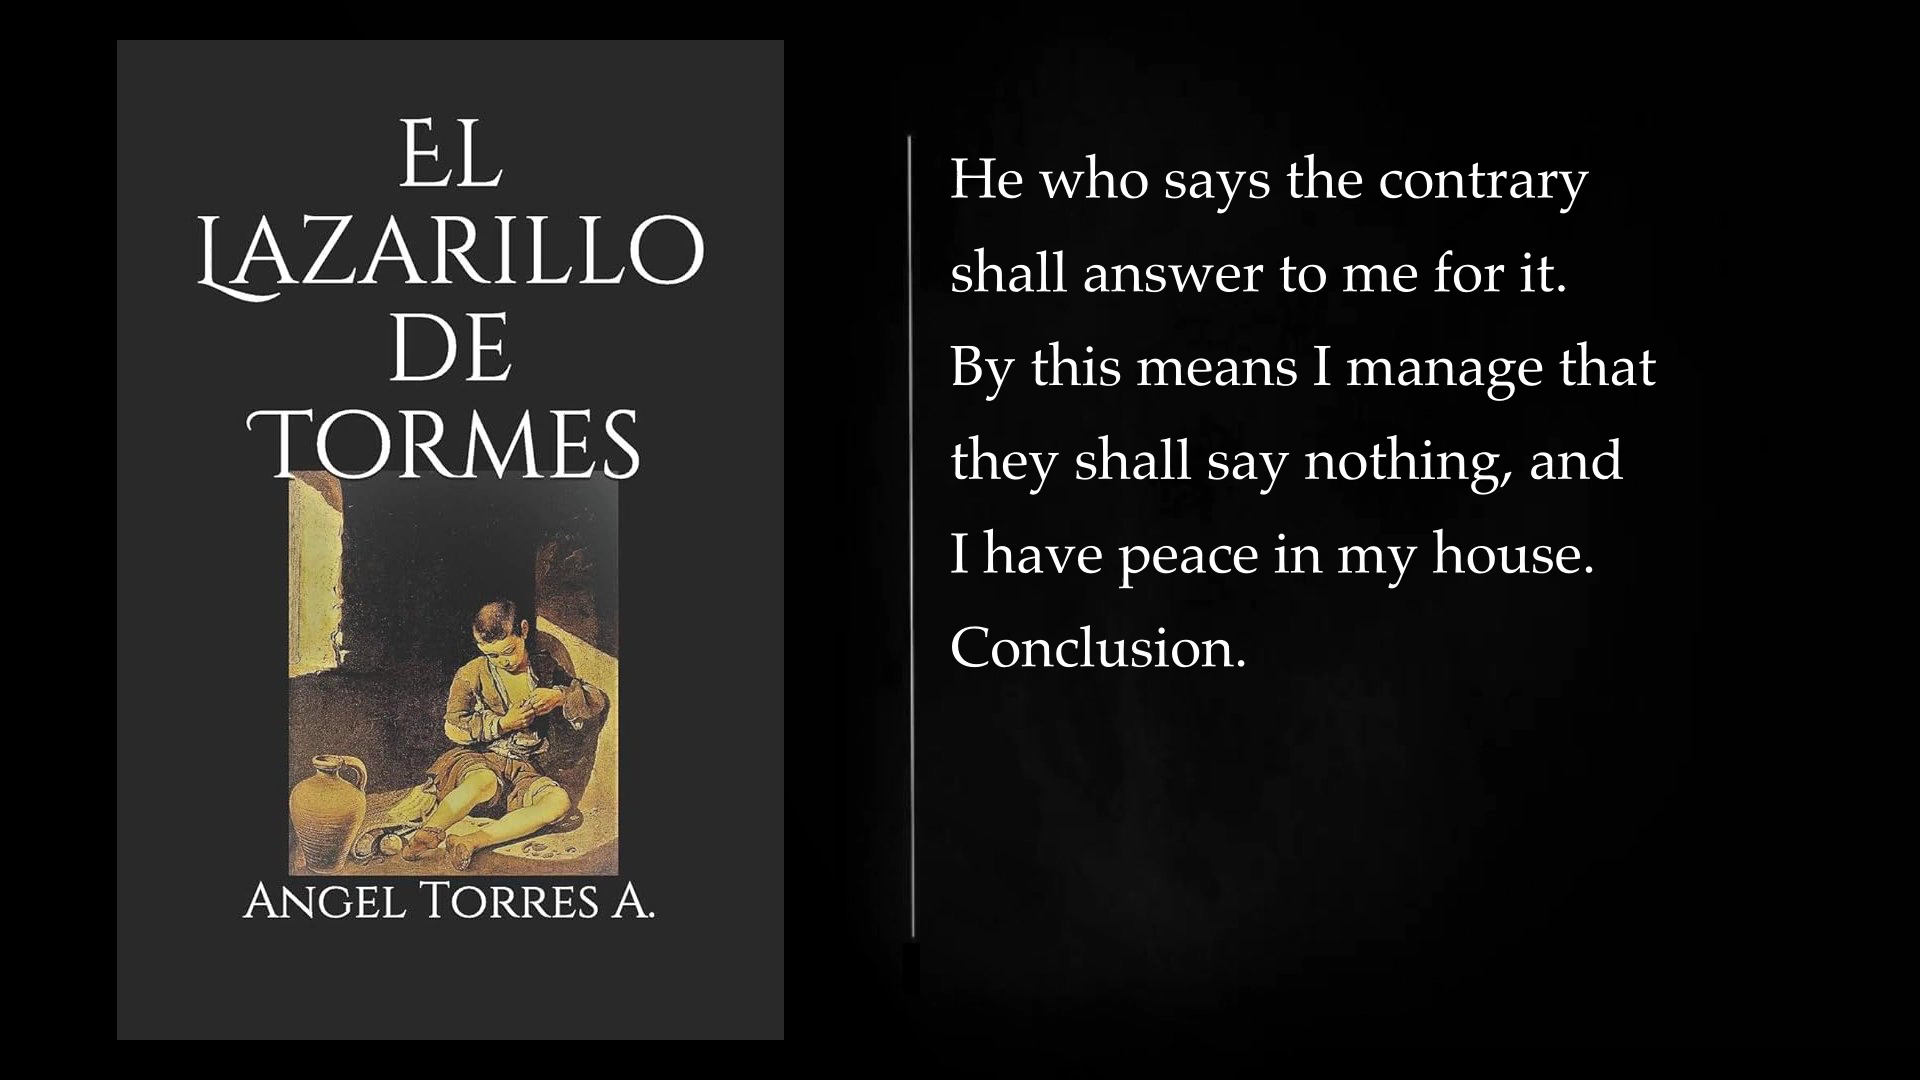 EL
LAZARILLO
DE
TORMES
ANGEL TORRES A.
He who says the contrary
shall answer to me for it.
By this means I manage that
they shall say nothing, and
I have peace in my house.
Conclusion.